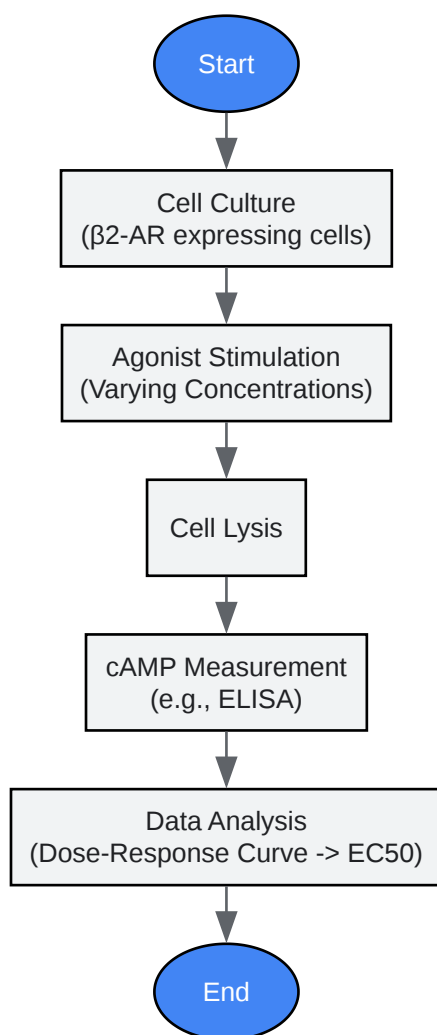 Start
Cell Culture
(β2-AR expressing cells)
Agonist Stimulation
(Varying Concentrations)
Cell Lysis
cAMP Measurement
(e.g., ELISA)
Data Analysis
(Dose-Response Curve -> EC50)
End